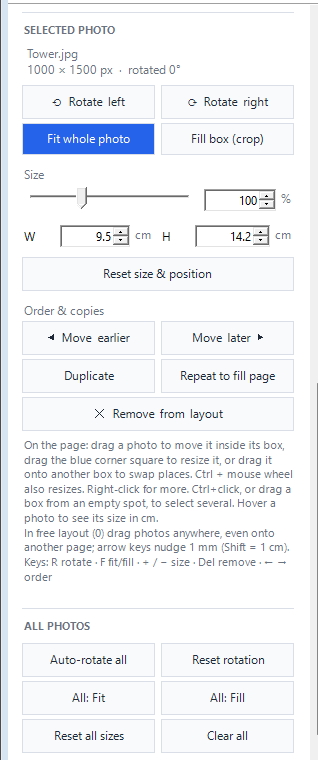 SELECTED PHOTO
Tower.jpg
1000 × 1500 px · rotated 0°
⟲ Rotate left
⟳ Rotate right
Fit whole photo
Fill box (crop)
Size
100 %
W 9.5 cm H 14.2 cm
Reset size & position
Order & copies
◄ Move earlier
Move later ►
Duplicate
Repeat to fill page
✕ Remove from layout
On the page: drag a photo to move it inside its box,
drag the blue corner square to resize it, or drag it
onto another box to swap places. Ctrl + mouse wheel
also resizes. Right-click for more. Ctrl+click, or drag a
box from an empty spot, to select several. Hover a
photo to see its size in cm.
In free layout (0) drag photos anywhere, even onto
another page; arrow keys nudge 1 mm (Shift = 1 cm).
Keys: R rotate · F fit/fill · + / − size · Del remove · ← →
order
ALL PHOTOS
Auto-rotate all
Reset rotation
All: Fit
All: Fill
Reset all sizes
Clear all